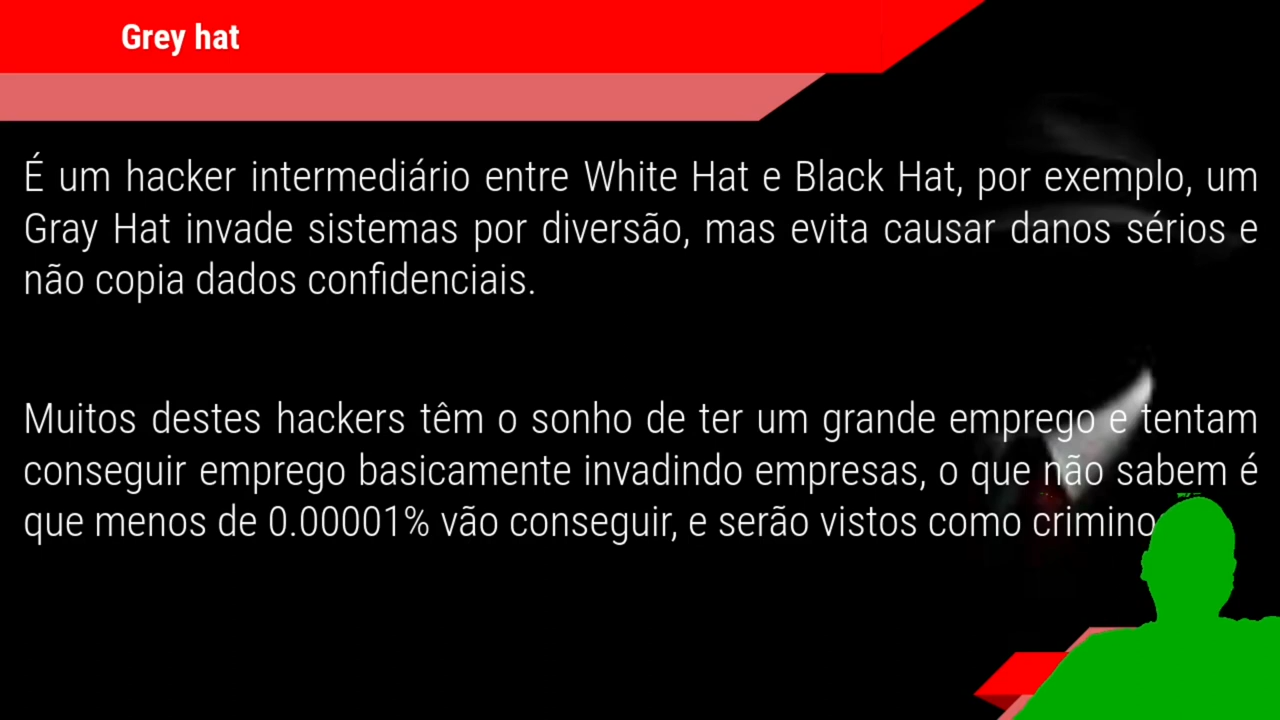 Grey hat
É um hacker intermediário entre White Hat e Black Hat, por exemplo, um
Gray Hat invade sistemas por diversão, mas evita causar danos sérios e
não copia dados confidenciais.
Muitos destes hackers têm o sonho de ter um grande emprego e tentam
conseguir emprego basicamente invadindo empresas, o que não sabem é
que menos de 0.00001% vão conseguir, e serão vistos como